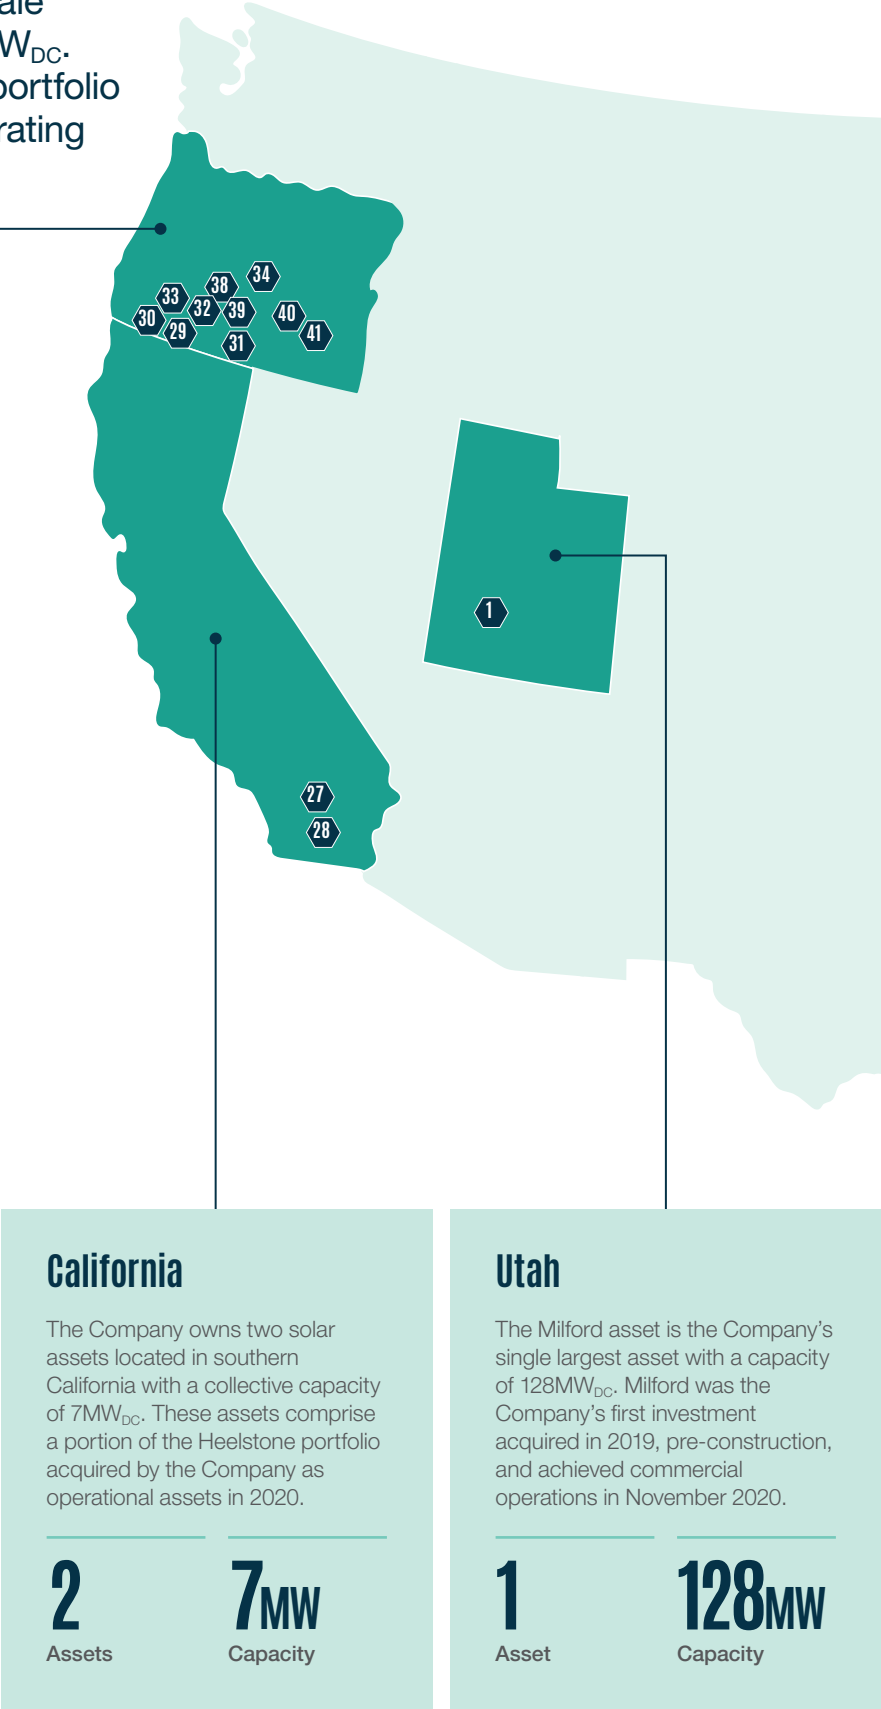 W_DC.
portfolio
34
38
33
32
39
40
30
29
41
31
1
27
28
California
The Company owns two solar
assets located in southern
California with a collective capacity
of 7MW_DC. These assets comprise
a portion of the Heelstone portfolio
acquired by the Company as
operational assets in 2020.
2
Assets
7MW
Capacity
Utah
The Milford asset is the Company's
single largest asset with a capacity
of 128MW_DC. Milford was the
Company's first investment
acquired in 2019, pre-construction,
and achieved commercial
operations in November 2020.
1
Asset
128MW
Capacity